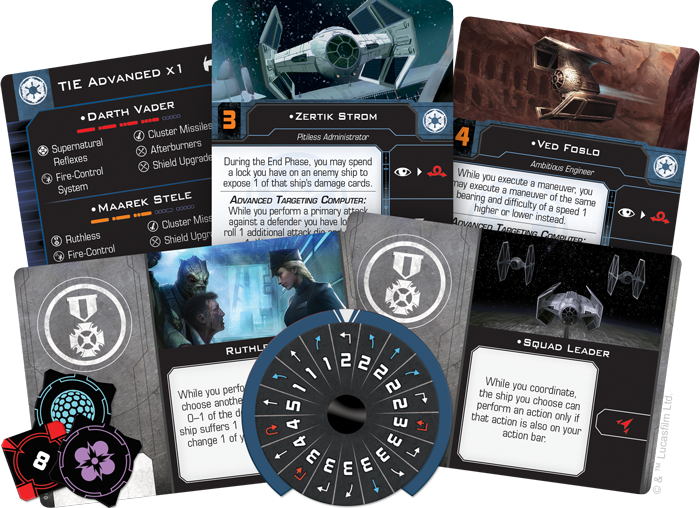 TIE Advanced x1
•Darth Vader
Supernatural
Reflexes
Fire-Control
System
Cluster Missiles
Afterburners
Shield Upgrade
•Maarek Stele
Ruthless
Fire-Control
Cluster
Shield
3
•Zertik Strom
Pitiless Administrator
During the End Phase, you may spend
a lock you have on an enemy ship to
expose 1 of that ship's damage cards.
Advanced Targeting Computer:
While you perform a primary attack
against a defender you have
roll 1 additional attack
4
•Ved Foslo
Ambitious Engineer
While you execute a maneuver, you
may execute a maneuver of the same
bearing and difficulty of a speed 1
higher or lower instead.
Advanced Targeting Computer:
While you
choose another
0–1 of the
ship suffers 1
change 1 of
•Squad Leader
While you coordinate,
the ship you choose can
perform an action only if
that action is also on your
action bar.
8
5 4 3 2 1 1 1 2 2 2 2 2 3 3 3 3 3
© & ™ Lucasfilm Ltd.